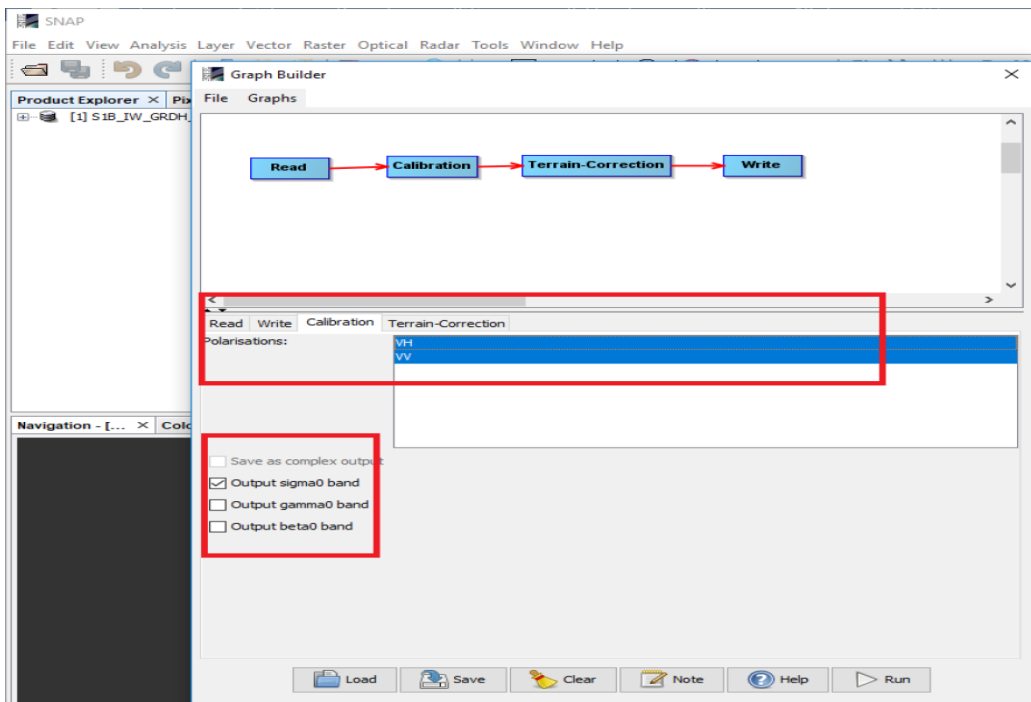 SNAP
File Edit View Analysis Layer Vector Raster Optical Radar Tools Window Help
Graph Builder
Product Explorer × Pix
File Graphs
[1] S1B_IW_GRDH_
Read Calibration Terrain-Correction Write
Read Write Calibration Terrain-Correction
Polarisations:
VH
VV
Navigation - [... × Colo
Save as complex output
Output sigma0 band
Output gamma0 band
Output beta0 band
Load Save Clear Note Help Run